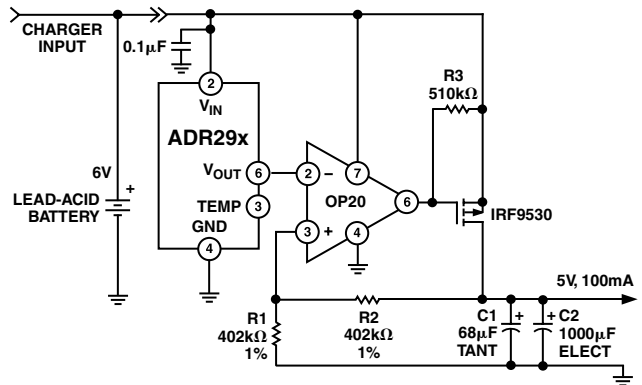 CHARGER
INPUT
0.1μF
2
VIN
ADR29x
VOUT
6
TEMP
3
GND
4
6V
+
LEAD-ACID
BATTERY
2
–
7
OP20
6
3
+
4
R3
510kΩ
IRF9530
5V, 100mA
R1
402kΩ
1%
R2
402kΩ
1%
C1
68μF
TANT
+
+
C2
1000μF
ELECT